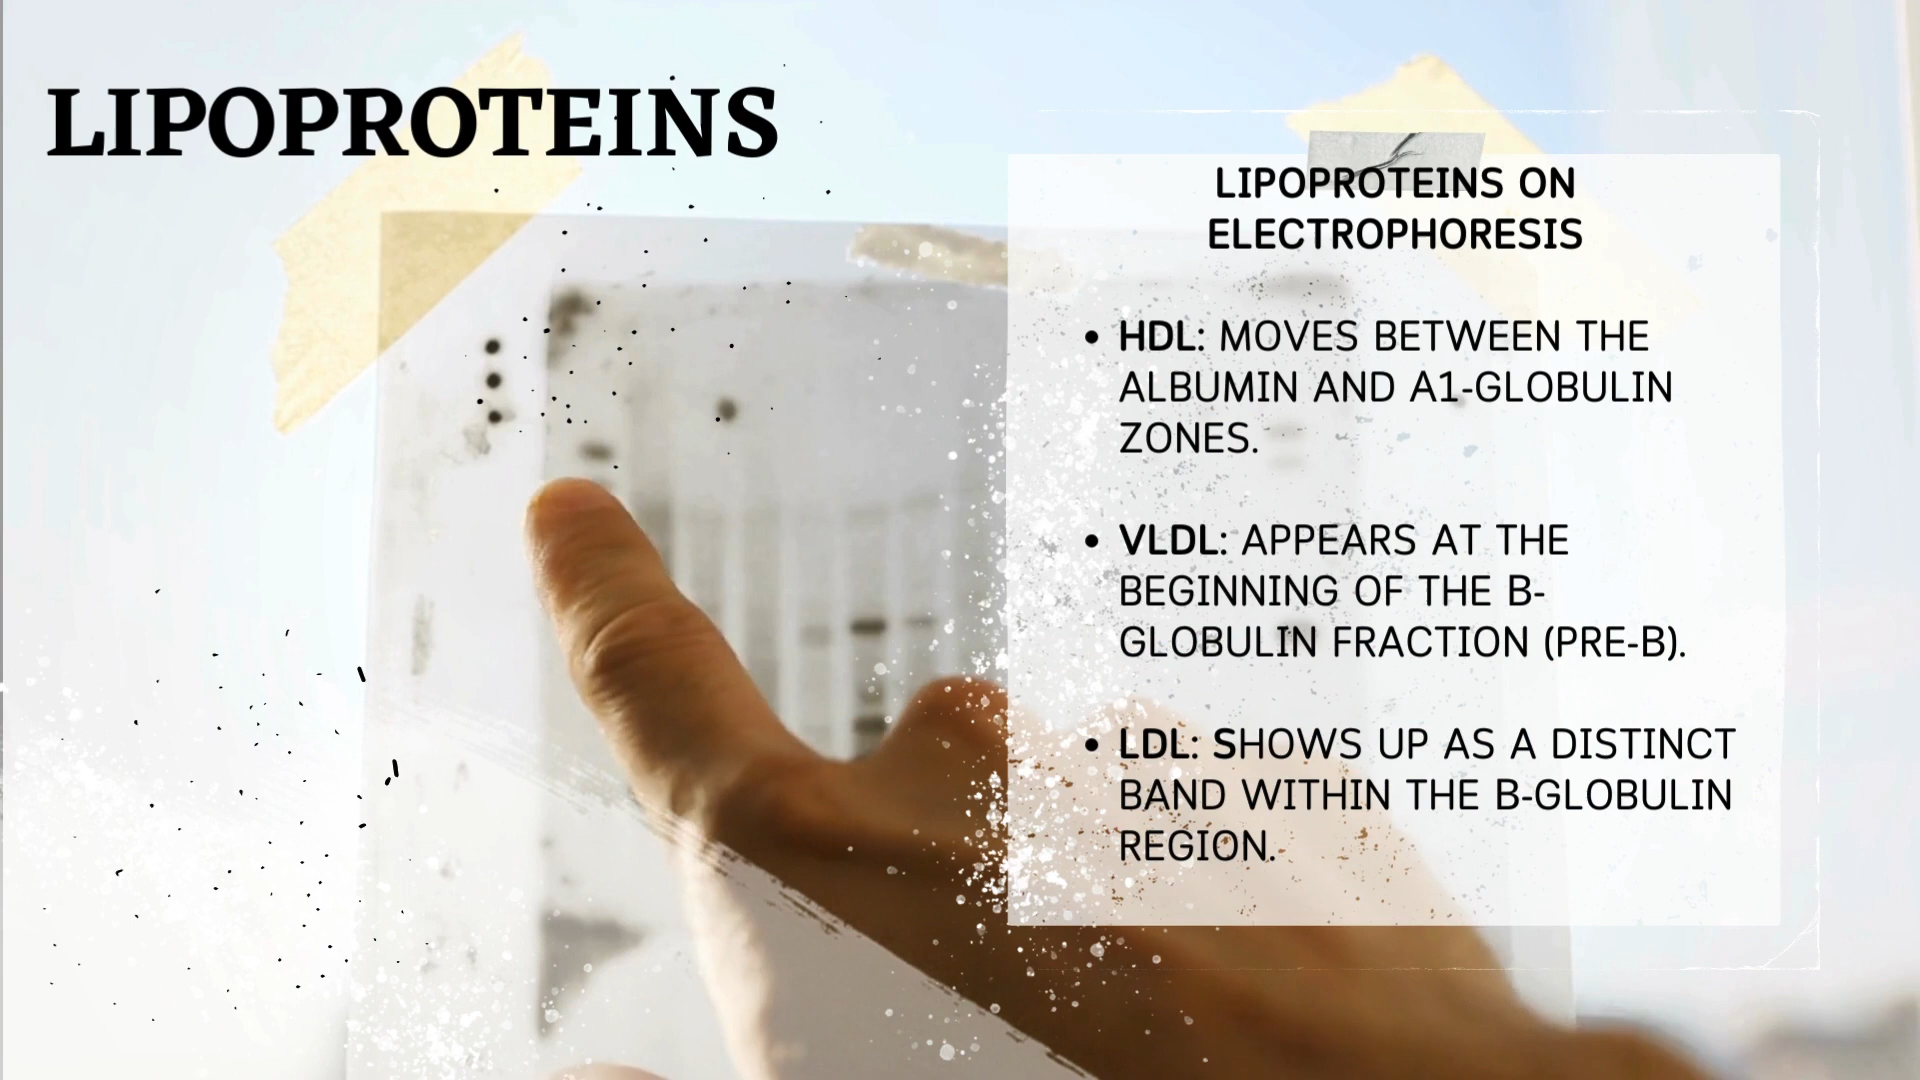 LIPOPROTEINS
LIPOPROTEINS ON
ELECTROPHORESIS
• HDL: MOVES BETWEEN THE
ALBUMIN AND A1-GLOBULIN
ZONES.
• VLDL: APPEARS AT THE
BEGINNING OF THE B-
GLOBULIN FRACTION (PRE-B).
• LDL: SHOWS UP AS A DISTINCT
BAND WITHIN THE B-GLOBULIN
REGION.